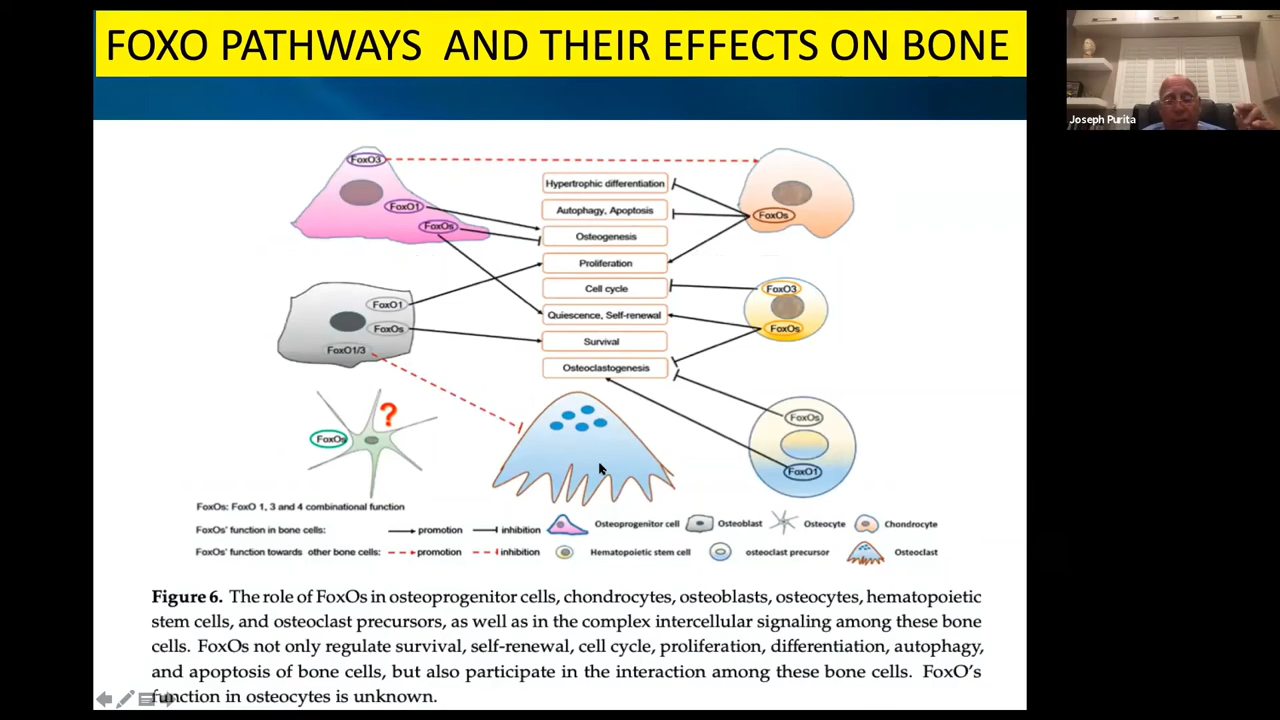 FOXO PATHWAYS AND THEIR EFFECTS ON BONE
Joseph Purita
FoxO3
FoxO1
FoxOs
Hypertrophic differentiation
Autophagy, Apoptosis
Osteogenesis
Proliferation
Cell cycle
Quiescence, Self-renewal
Survival
Osteoclastogenesis
FoxOs
FoxO1
FoxOs
FoxO1/3
FoxO3
FoxOs
?
FoxOs
FoxOs
FoxO1
FoxOs: FoxO 1, 3 and 4 combinational function
FoxOs' function in bone cells: promotion inhibition Osteoprogenitor cell Osteoblast Osteocyte Chondrocyte
FoxOs' function towards other bone cells: promotion inhibition Hematopoietic stem cell osteoclast precursor Osteoclast
Figure 6. The role of FoxOs in osteoprogenitor cells, chondrocytes, osteoblasts, osteocytes, hematopoietic
stem cells, and osteoclast precursors, as well as in the complex intercellular signaling among these bone
cells. FoxOs not only regulate survival, self-renewal, cell cycle, proliferation, differentiation, autophagy,
and apoptosis of bone cells, but also participate in the interaction among these bone cells. FoxO's
function in osteocytes is unknown.